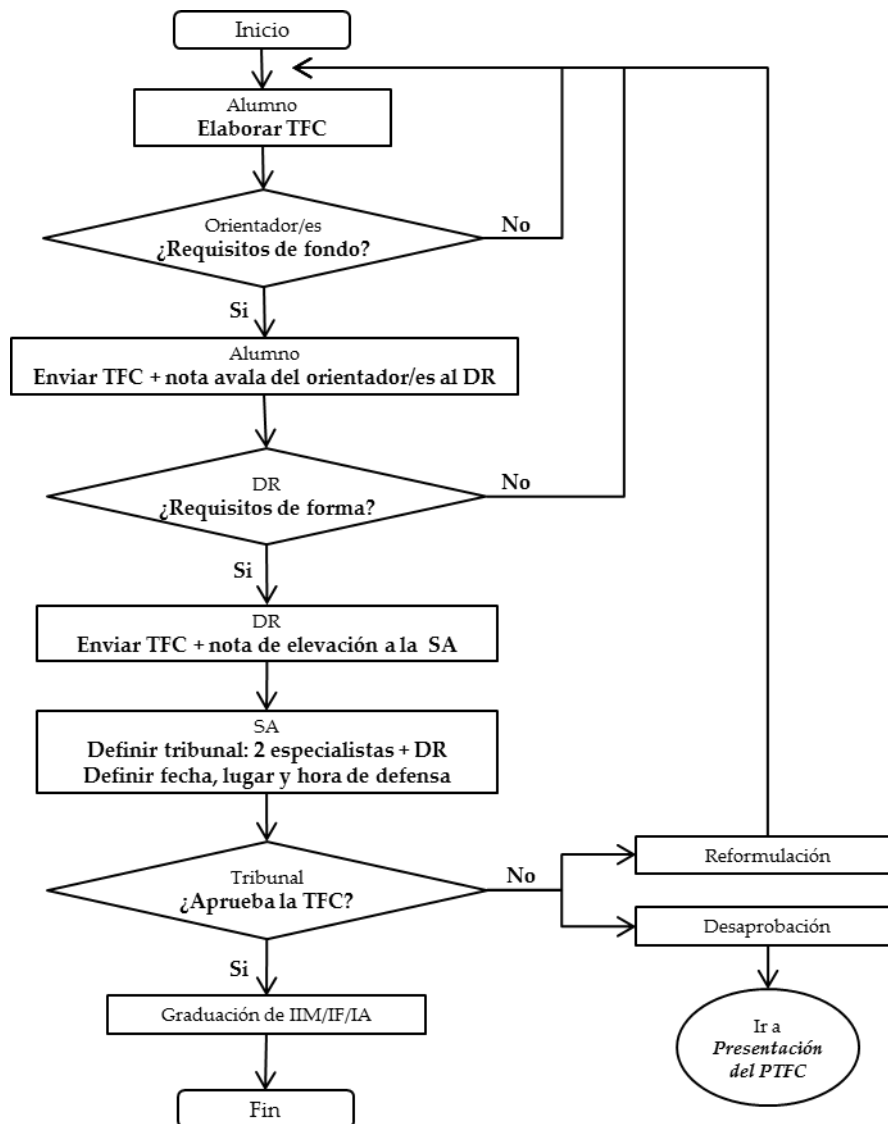 Inicio
Alumno
Elaborar TFC
Orientador/es
¿Requisitos de fondo?
No
Si
Alumno
Enviar TFC + nota avala del orientador/es al DR
DR
¿Requisitos de forma?
No
Si
DR
Enviar TFC + nota de elevación a la SA
SA
Definir tribunal: 2 especialistas + DR
Definir fecha, lugar y hora de defensa
Tribunal
¿Aprueba la TFC?
No
Reformulación
Desaprobación
Si
Graduación de IIM/IF/IA
Ir a
Presentación
del PTFC
Fin